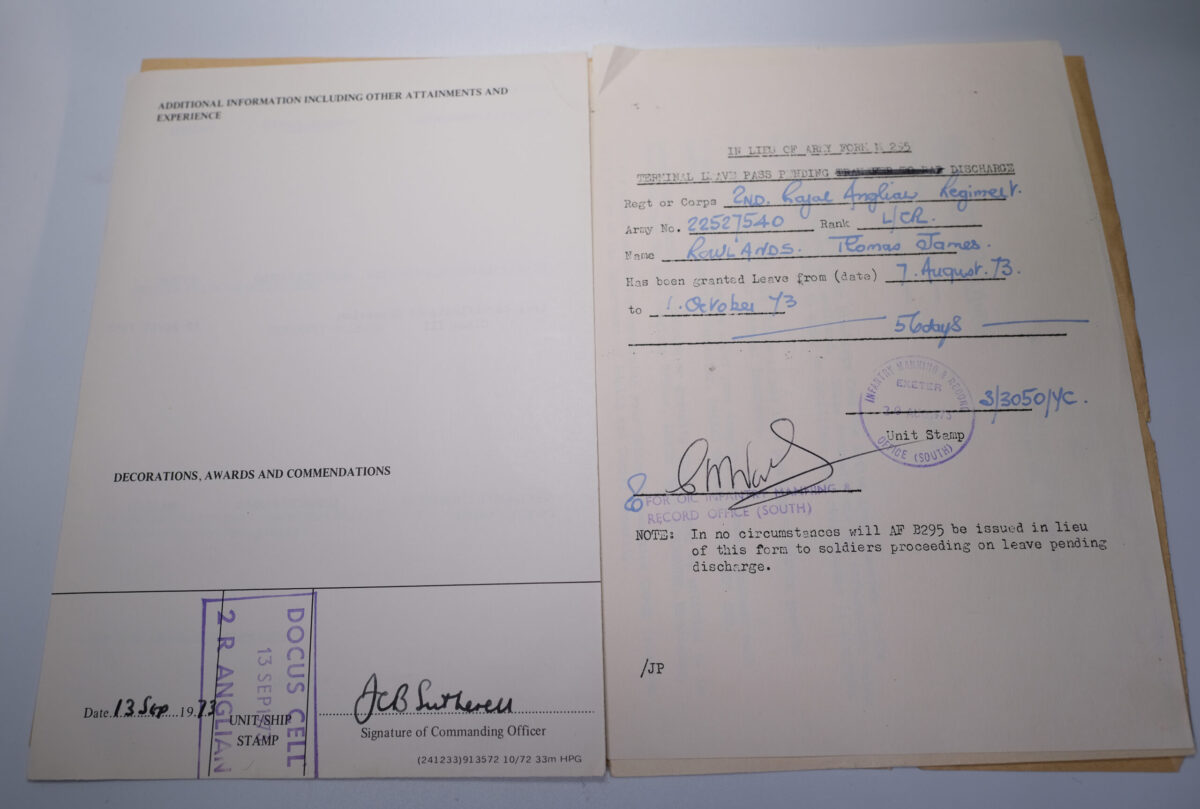 ADDITIONAL INFORMATION INCLUDING OTHER ATTAINMENTS AND
EXPERIENCE
DECORATIONS, AWARDS AND COMMENDATIONS
Date 13 Sep 1973
UNIT/SHIP
STAMP
DOCUS CELL
13 SEP 197
2 R ANGLIAN
JCB Sutherell
Signature of Commanding Officer
(241233)913572 10/72 33m HPG
IN LIEU OF ARMY FORM B 295
TERMINAL LEAVE PASS PENDING DISCHARGE
Regt or Corps 2ND. Royal Anglian Regiment.
Army No. 22527540 Rank L/CPL.
Name ROWLANDS. Thomas James.
Has been granted Leave from (date) 7. August. 73.
to 1. October 73
56 days
INFANTRY MANNING & RECORD
EXETER
OFFICE (SOUTH)
3/3050/YC.
Unit Stamp
FOR OIC INFANTRY MANNING &
RECORD OFFICE (SOUTH)
NOTE: In no circumstances will AF B295 be issued in lieu
of this form to soldiers proceeding on leave pending
discharge.
/JP